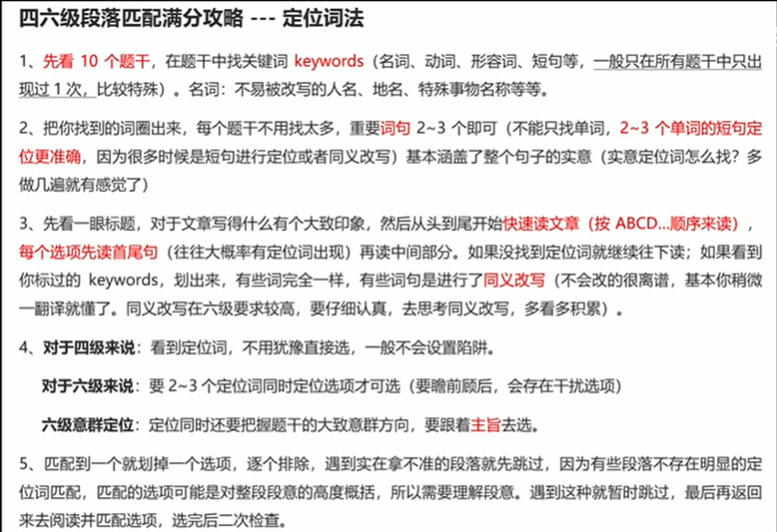 四六级段落匹配满分攻略 --- 定位词法
1、先看 10 个题干，在题干中找关键词 keywords（名词、动词、形容词、短句等，一般只在所有题干中只出
现过 1 次，比较特殊）。名词：不易被改写的人名、地名、特殊事物名称等等。
2、把你找到的词圈出来，每个题干不用找太多，重要词句 2~3 个即可（不能只找单词，2~3 个单词的短句定
位更准确，因为很多时候是短句进行定位或者同义改写）基本涵盖了整个句子的实意（实意定位词怎么找？多
做几遍就有感觉了）
3、先看一眼标题，对于文章写得什么有个大致印象，然后从头到尾开始快速读文章（按 ABCD...顺序来读），
每个选项先读首尾句（往往大概率有定位词出现）再读中间部分。如果没找到定位词就继续往下读；如果看到
你标过的 keywords，划出来，有些词完全一样，有些词句是进行了同义改写（不会改的很离谱，基本你稍微
一翻译就懂了。同义改写在六级要求较高，要仔细认真，去思考同义改写，多看多积累）。
4、对于四级来说：看到定位词，不用犹豫直接选，一般不会设置陷阱。
对于六级来说：要 2~3 个定位词同时定位选项才可选（要瞻前顾后，会存在干扰选项）
六级意群定位：定位同时还要把握题干的大致意群方向，要跟着主旨去选。
5、匹配到一个就划掉一个选项，逐个排除，遇到实在拿不准的段落就先跳过，因为有些段落不存在明显的定
位词匹配，匹配的选项可能是对整段段意的高度概括，所以需要理解段意。遇到这种就暂时跳过，最后再返回
来去阅读并匹配选项，选完后二次检查。